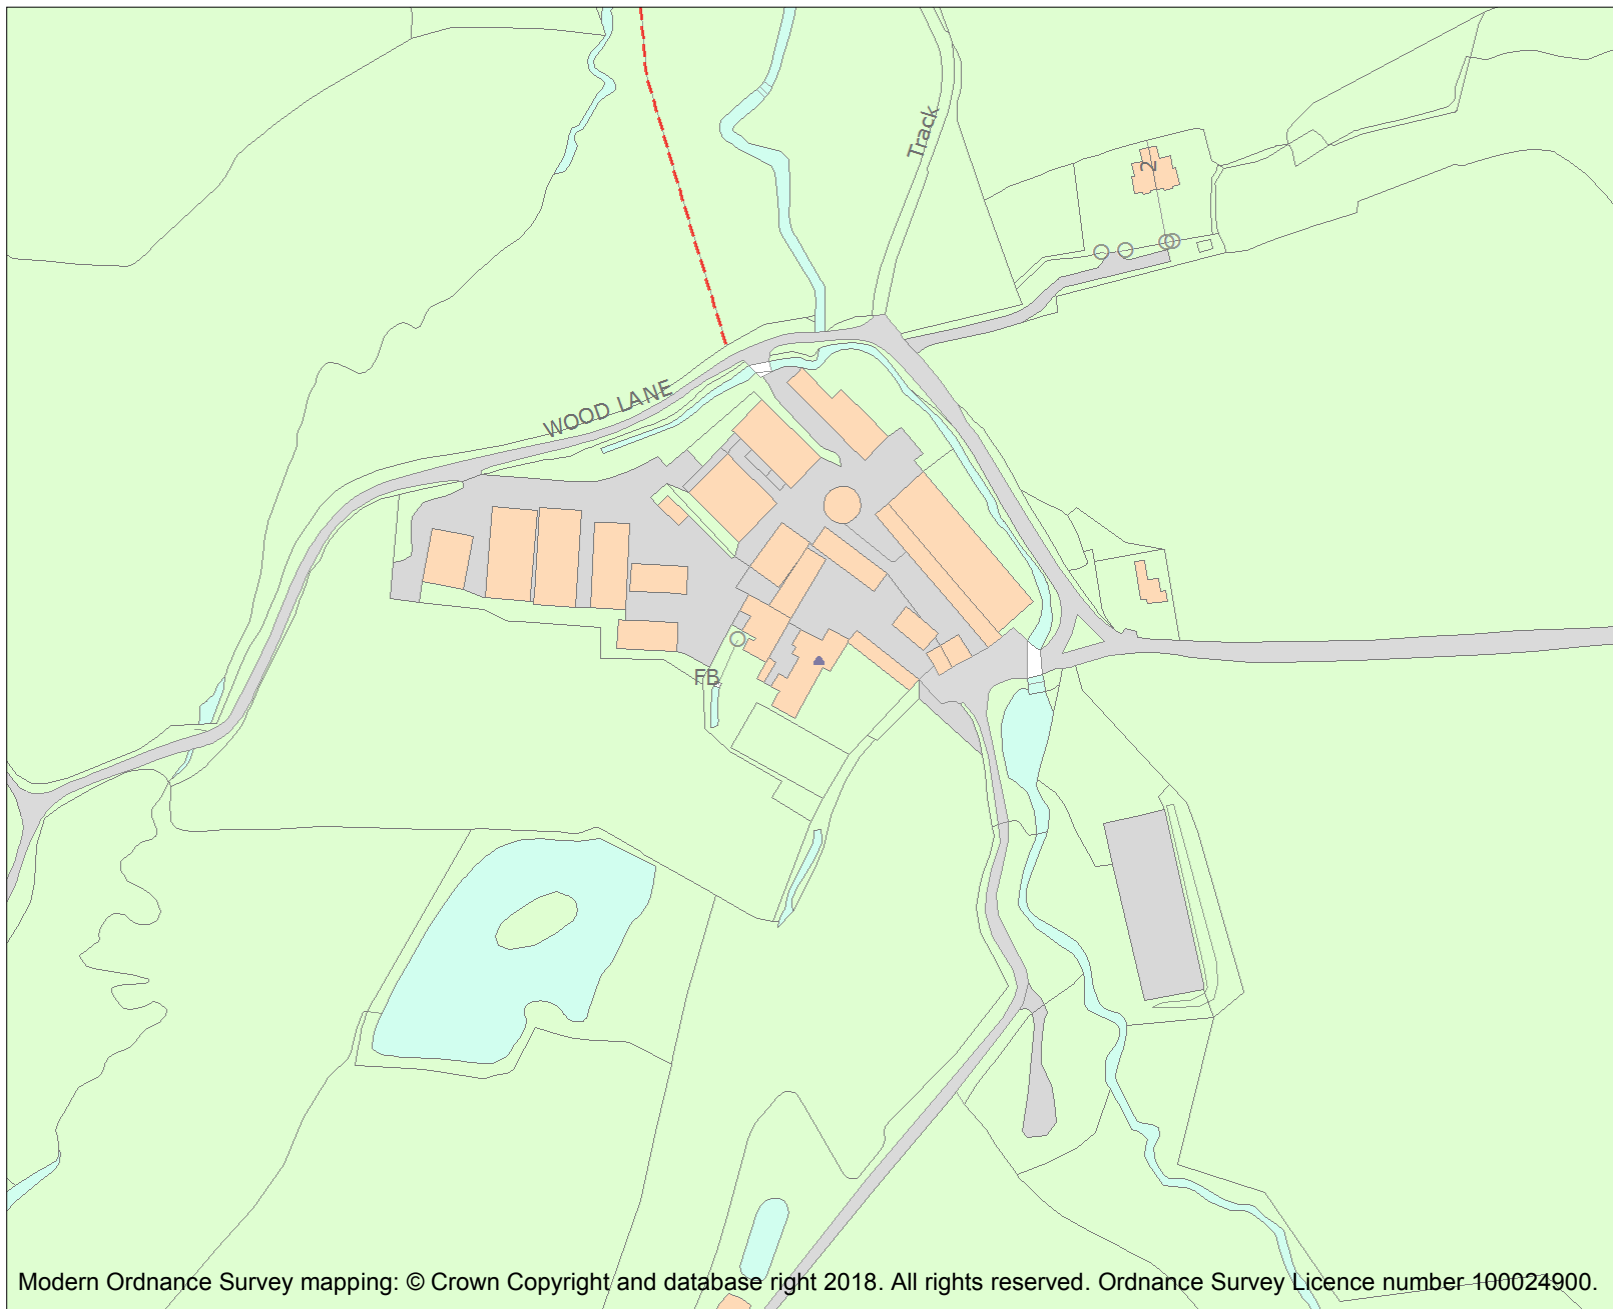 Track
2
WOOD LANE
FB
Modern Ordnance Survey mapping: © Crown Copyright and database right 2018. All rights reserved. Ordnance Survey Licence number 100024900.